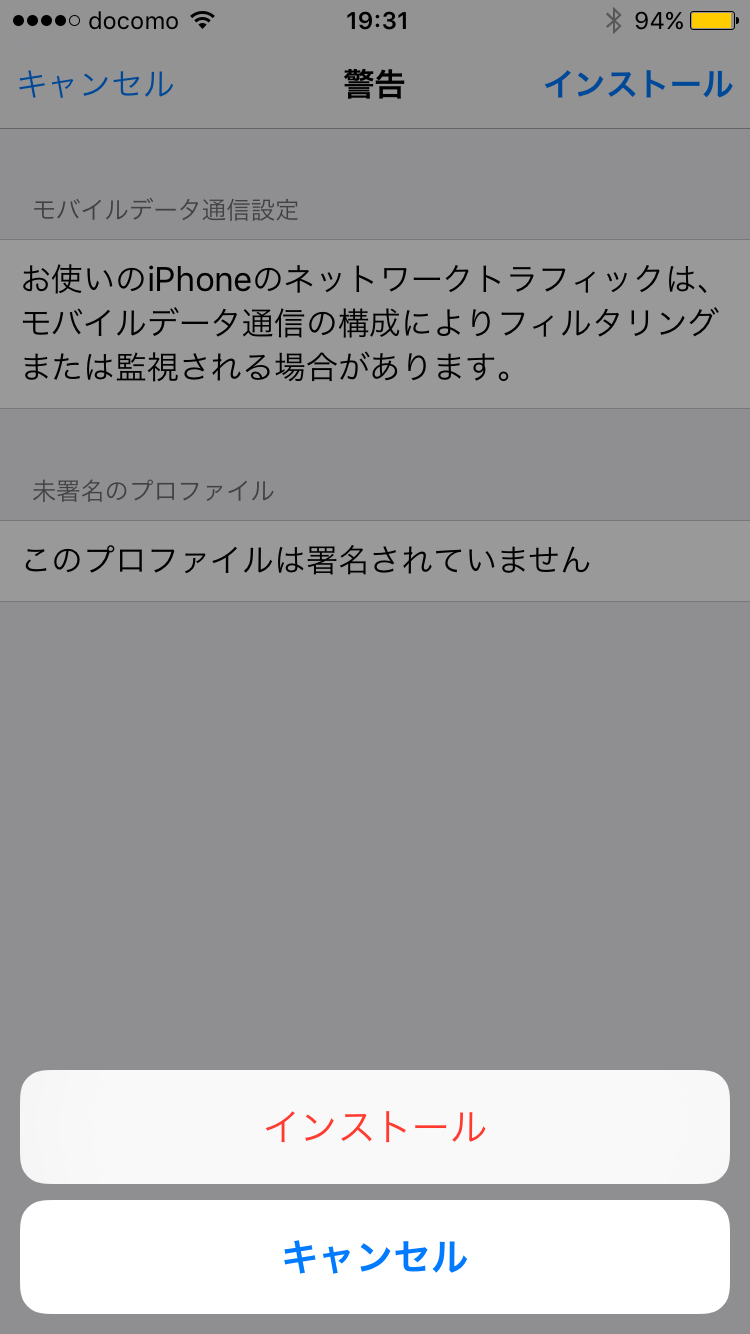 docomo 19:31 94%
キャンセル 警告 インストール
モバイルデータ通信設定
お使いのiPhoneのネットワークトラフィックは、
モバイルデータ通信の構成によりフィルタリング
または監視される場合があります。
未署名のプロファイル
このプロファイルは署名されていません
インストール
キャンセル